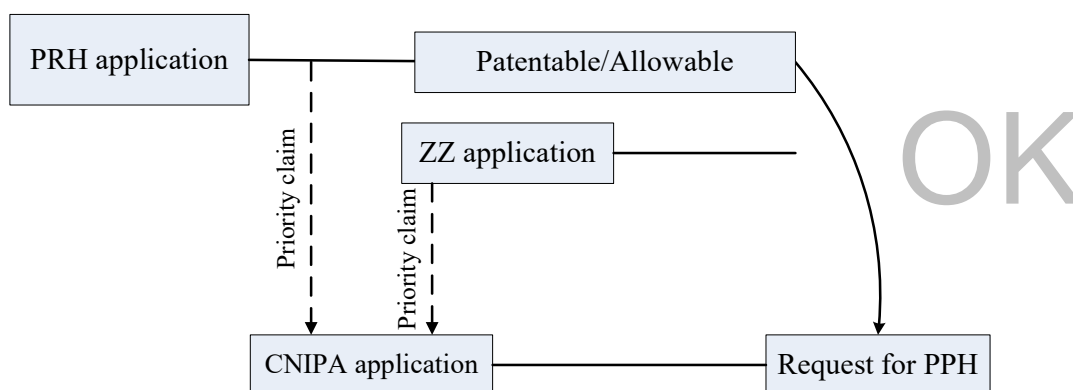 PRH application
Patentable/Allowable
OK
ZZ application
Priority claim
Priority claim
CNIPA application
Request for PPH